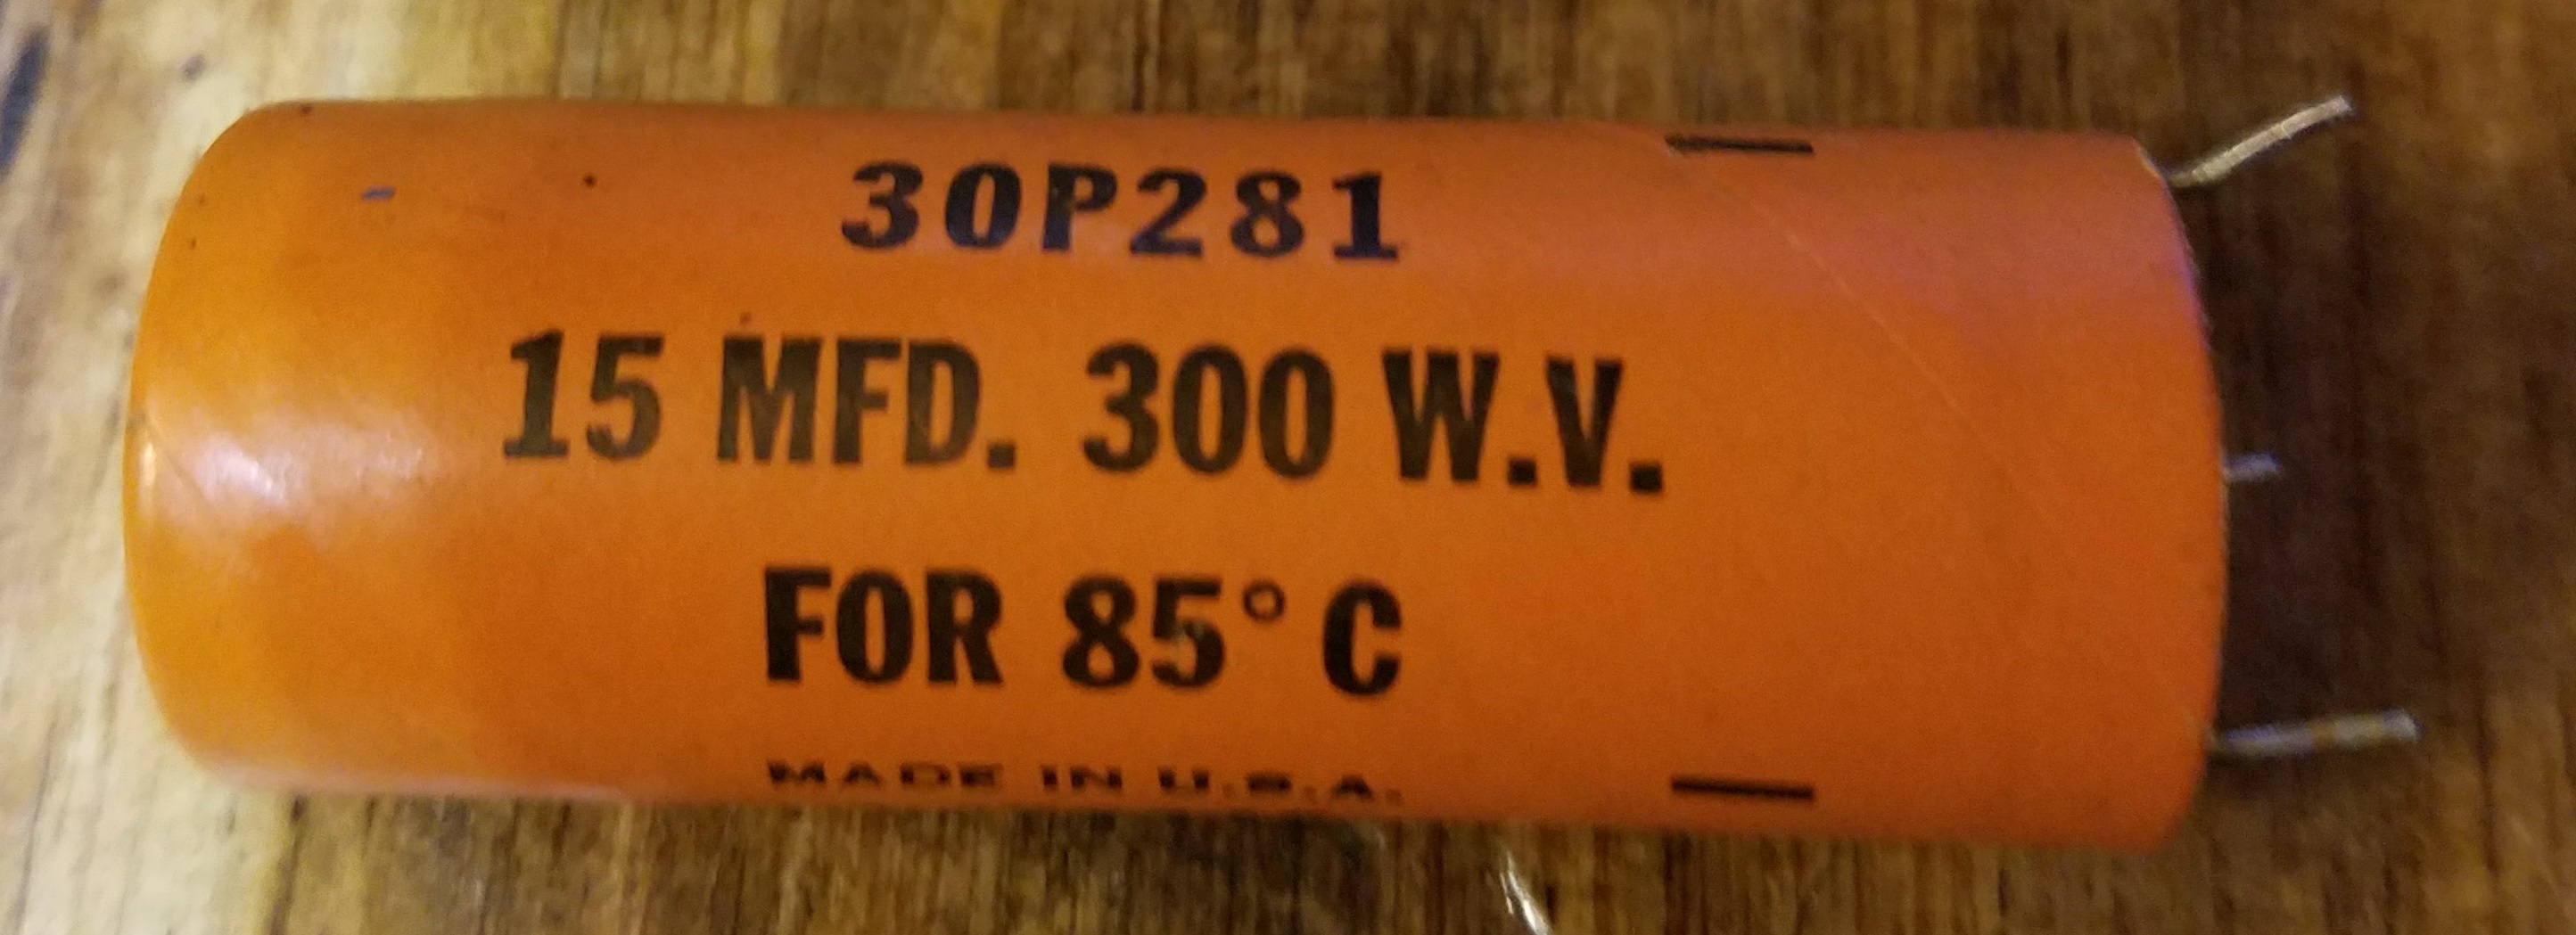 30P281
15 MFD. 300 W.V.
FOR 85° C
MADE IN U.S.A.